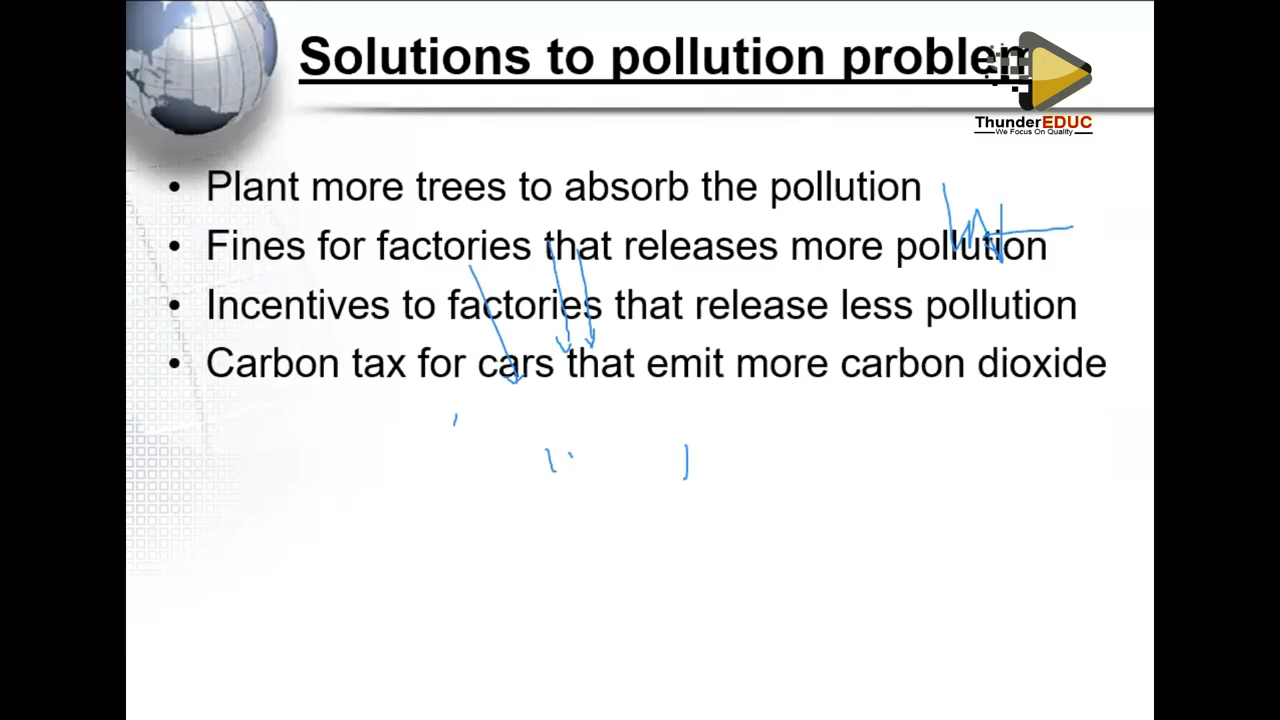 Solutions to pollution problem
ThunderEDUC
We Focus On Quality
• Plant more trees to absorb the pollution
• Fines for factories that releases more pollution
• Incentives to factories that release less pollution
• Carbon tax for cars that emit more carbon dioxide